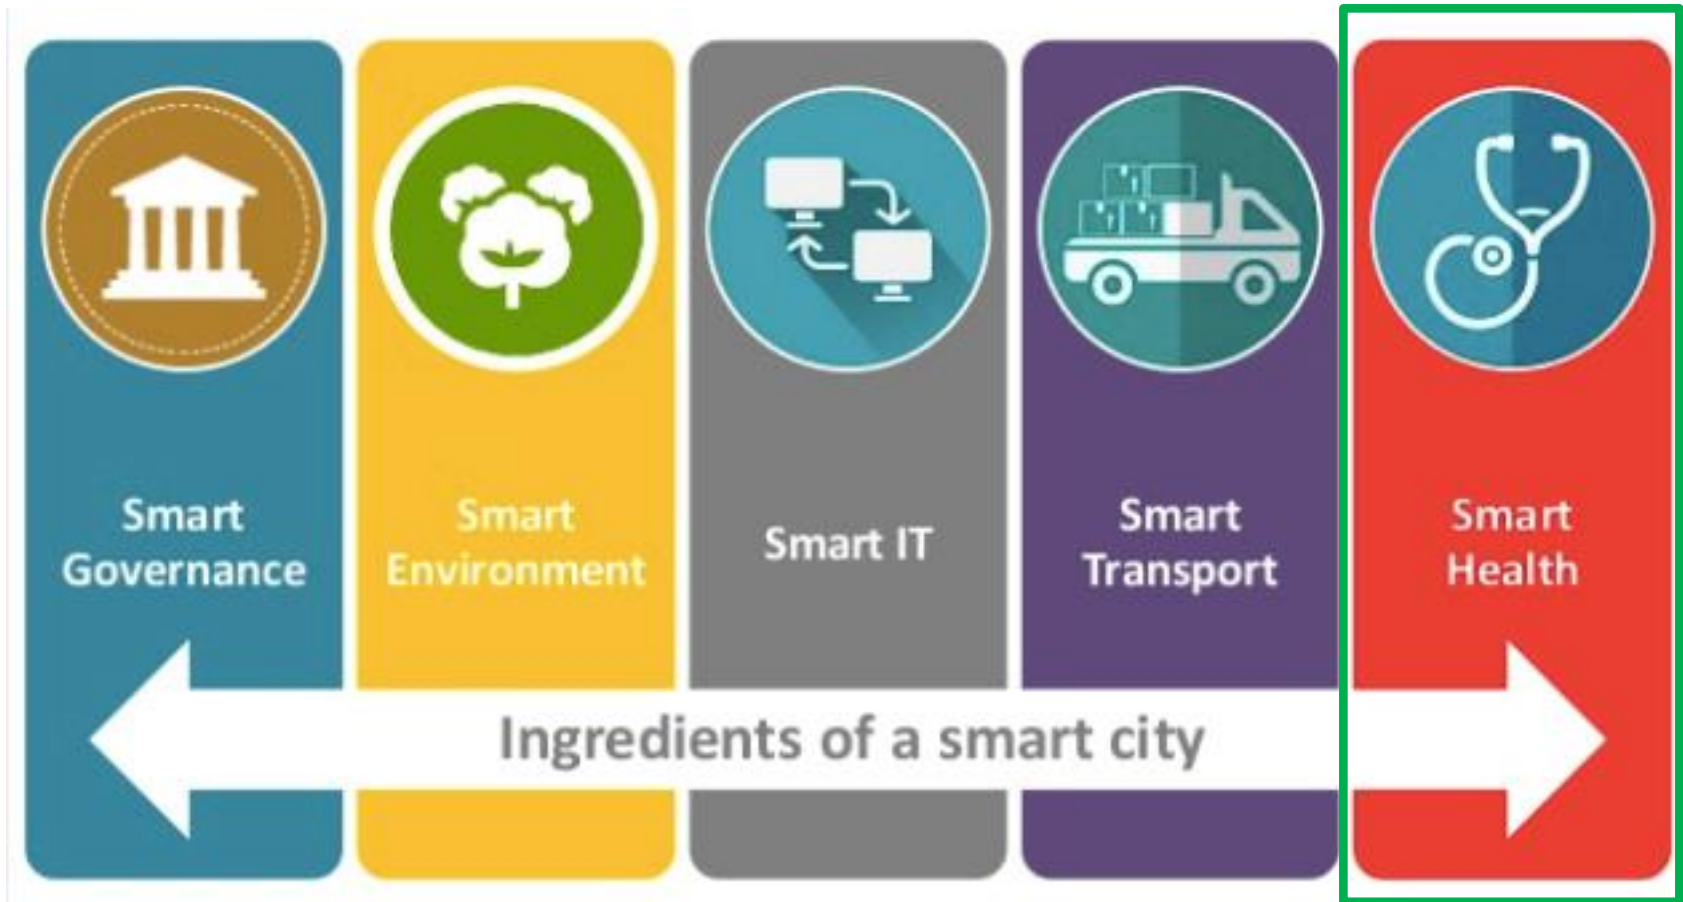 Smart
Governance
Smart
Environment
Smart IT
Smart
Transport
Smart
Health
Ingredients of a smart city